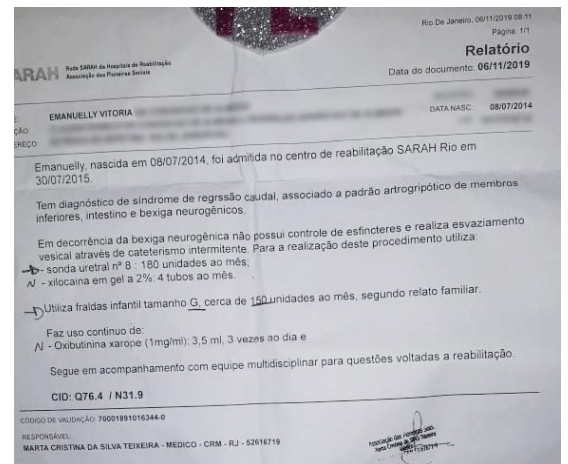 Rio De Janeiro, 06/11/2019 09:11
Página: 1/1
ARAH Rede SARAH de Hospitais de Reabilitação
Associação das Pioneiras Sociais
Relatório
Data do documento: 06/11/2019
EMANUELLY VITORIA
DATA NASC. 08/07/2014
ÇÃO
EREÇO
Emanuelly, nascida em 08/07/2014, foi admitida no centro de reabilitação SARAH Rio em
30/07/2015.
Tem diagnóstico de síndrome de regrssão caudal, associado a padrão artrogripótico de membros
inferiores, intestino e bexiga neurogênicos.
Em decorrência da bexiga neurogênica não possui controle de esfincteres e realiza esvaziamento
vesical através de cateterismo intermitente. Para a realização deste procedimento utiliza:
- sonda uretral nº 8 : 180 unidades ao mês;
N - xilocaina em gel a 2%: 4 tubos ao mês.
Utiliza fraldas infantil tamanho G, cerca de 150 unidades ao mês, segundo relato familiar.
Faz uso continuo de:
N - Oxibutinina xarope (1mg/ml): 3,5 ml, 3 vezes ao dia e
Segue em acompanhamento com equipe multidisciplinar para questões voltadas a reabilitação.
CID: Q76.4 / N31.9
CÓDIGO DE VALIDAÇÃO: 70001891016344-0
RESPONSÁVEL:
MARTA CRISTINA DA SILVA TEIXEIRA - MEDICO - CRM - RJ - 52616719